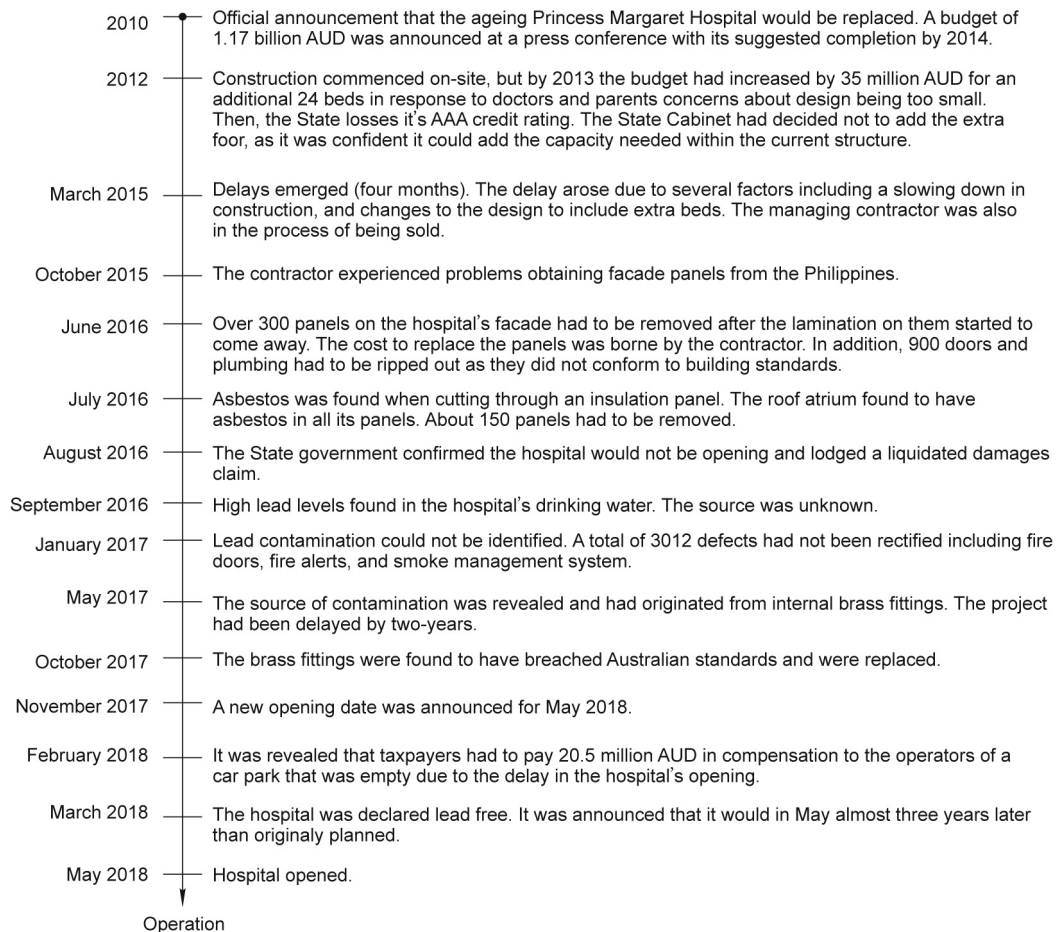 2010
Official announcement that the ageing Princess Margaret Hospital would be replaced. A budget of
1.17 billion AUD was announced at a press conference with its suggested completion by 2014.
2012
Construction commenced on-site, but by 2013 the budget had increased by 35 million AUD for an
additional 24 beds in response to doctors and parents concerns about design being too small.
Then, the State losses it's AAA credit rating. The State Cabinet had decided not to add the extra
foor, as it was confident it could add the capacity needed within the current structure.
March 2015
Delays emerged (four months). The delay arose due to several factors including a slowing down in
construction, and changes to the design to include extra beds. The managing contractor was also
in the process of being sold.
October 2015
The contractor experienced problems obtaining facade panels from the Philippines.
June 2016
Over 300 panels on the hospital's facade had to be removed after the lamination on them started to
come away. The cost to replace the panels was borne by the contractor. In addition, 900 doors and
plumbing had to be ripped out as they did not conform to building standards.
July 2016
Asbestos was found when cutting through an insulation panel. The roof atrium found to have
asbestos in all its panels. About 150 panels had to be removed.
August 2016
The State government confirmed the hospital would not be opening and lodged a liquidated damages
claim.
September 2016
High lead levels found in the hospital's drinking water. The source was unknown.
January 2017
Lead contamination could not be identified. A total of 3012 defects had not been rectified including fire
doors, fire alerts, and smoke management system.
May 2017
The source of contamination was revealed and had originated from internal brass fittings. The project
had been delayed by two-years.
October 2017
The brass fittings were found to have breached Australian standards and were replaced.
November 2017
A new opening date was announced for May 2018.
February 2018
It was revealed that taxpayers had to pay 20.5 million AUD in compensation to the operators of a
car park that was empty due to the delay in the hospital's opening.
March 2018
The hospital was declared lead free. It was announced that it would in May almost three years later
than originaly planned.
May 2018
Hospital opened.
Operation